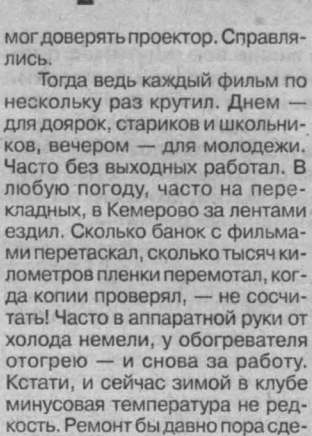 мог доверять проектор. Справля-
лись.
Тогда ведь каждый фильм по
нескольку раз крутил. Днем —
для доярок, стариков и школьни-
ков, вечером — для молодежи.
Часто без выходных работал. В
любую погоду, часто на пере-
кладных, в Кемерово за лентами
ездил. Сколько банок с фильма-
ми перетаскал, сколько тысяч ки-
лометров пленки перемотал, ког-
да копии проверял, — не сосчи-
тать! Часто в аппаратной руки от
холода немели, у обогревателя
отогрею — и снова за работу.
Кстати, и сейчас зимой в клубе
минусовая температура не ред-
кость. Ремонт бы давно пора сде-